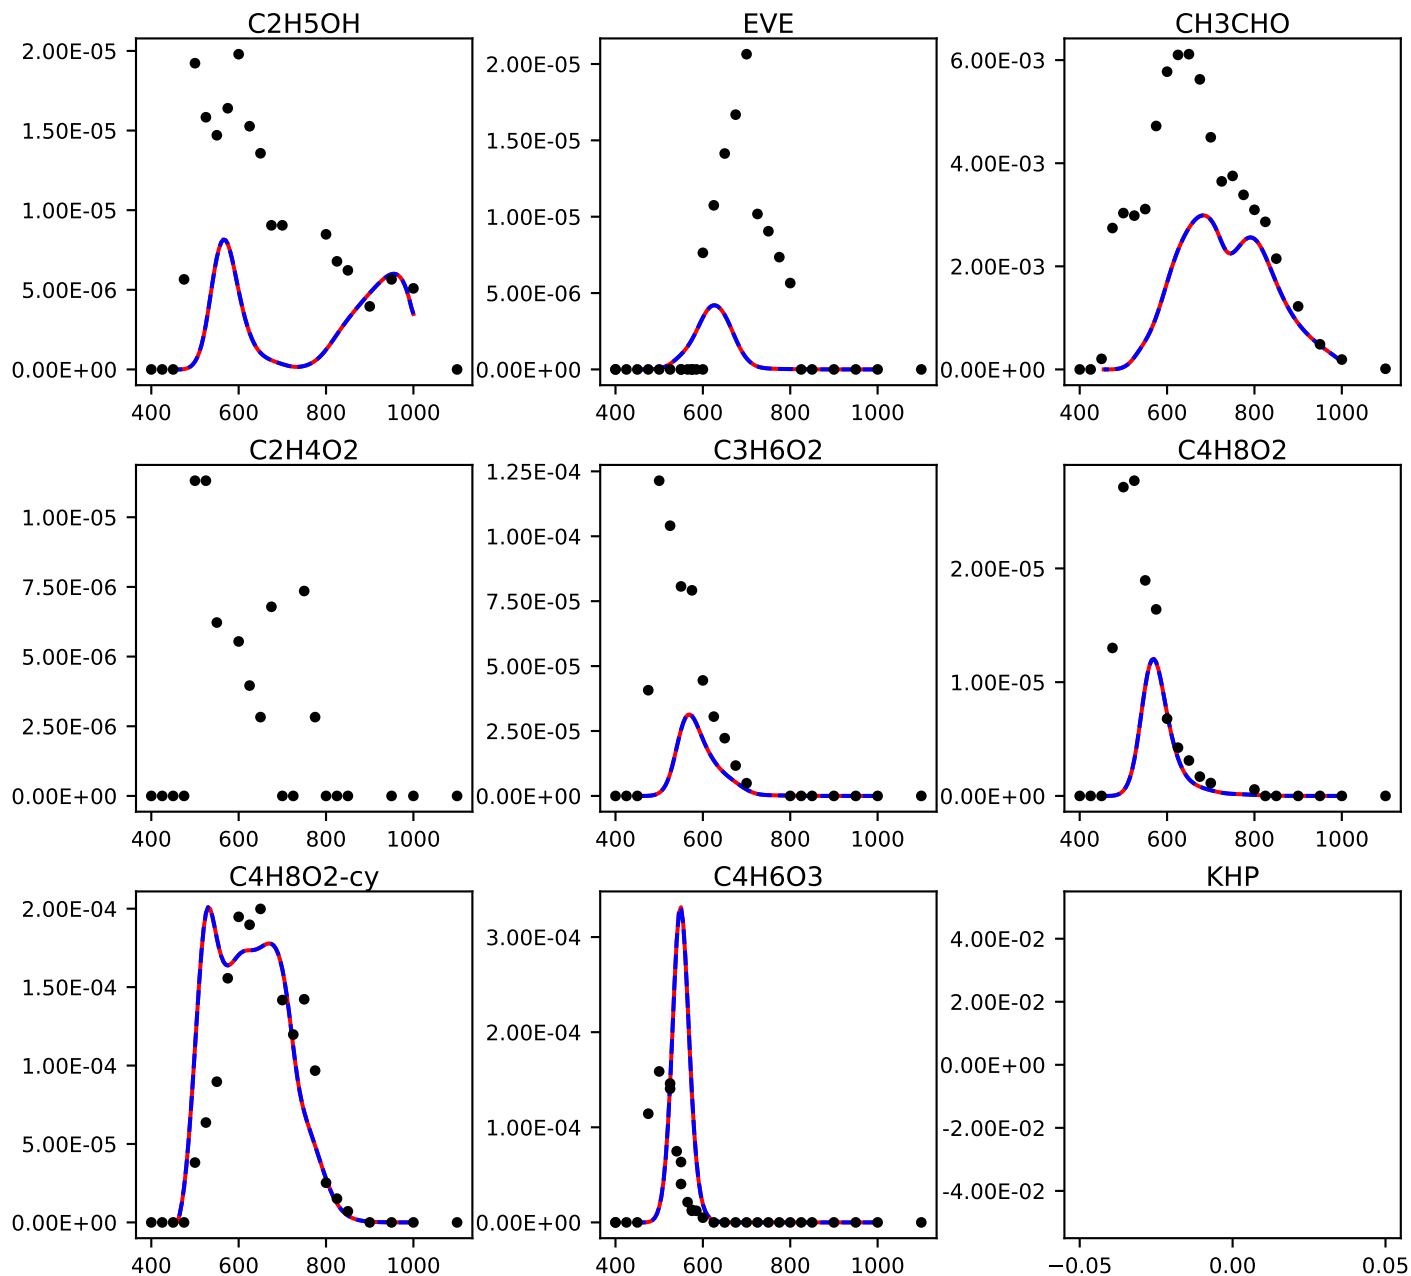 C2H5OH
EVE
CH3CHO
2.00E-05
1.50E-05
1.00E-05
5.00E-06
0.00E+00
400 600 800 1000
2.00E-05
1.50E-05
1.00E-05
5.00E-06
0.00E+00
400 600 800 1000
6.00E-03
4.00E-03
2.00E-03
0.00E+00
400 600 800 1000
C2H4O2
C3H6O2
C4H8O2
1.00E-05
7.50E-06
5.00E-06
2.50E-06
0.00E+00
400 600 800 1000
1.25E-04
1.00E-04
7.50E-05
5.00E-05
2.50E-05
0.00E+00
400 600 800 1000
2.00E-05
1.00E-05
0.00E+00
400 600 800 1000
C4H8O2-cy
C4H6O3
KHP
2.00E-04
1.50E-04
1.00E-04
5.00E-05
0.00E+00
400 600 800 1000
3.00E-04
2.00E-04
1.00E-04
0.00E+00
400 600 800 1000
4.00E-02
2.00E-02
0.00E+00
-2.00E-02
-4.00E-02
−0.05 0.00 0.05